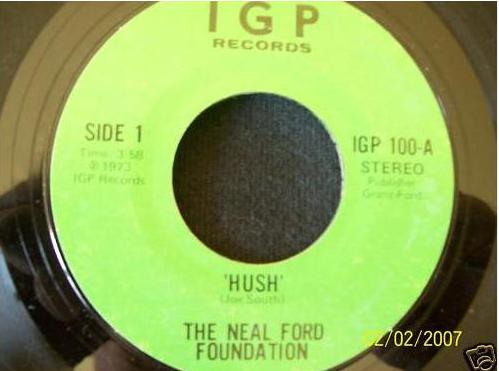 IGP
RECORDS
SIDE 1
Time: 3:58
℗ 1973
IGP Records
IGP 100-A
STEREO
Publisher
Grant-Ford
'HUSH'
(Joe South)
THE NEAL FORD
FOUNDATION
02/02/2007